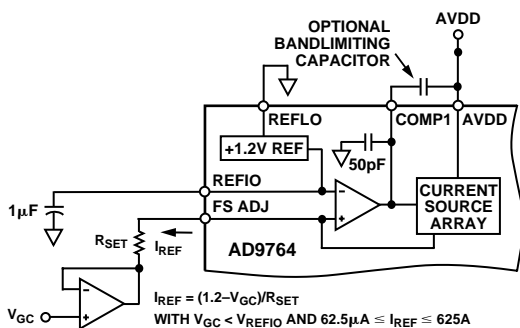 OPTIONAL
BANDLIMITING
CAPACITOR
AVDD
REFLO
COMP1
AVDD
+1.2V REF
50pF
REFIO
–
+
CURRENT
SOURCE
ARRAY
1μF
FS ADJ
RSET
IREF
AD9764
–
+
VGC
IREF = (1.2–VGC)/RSET
WITH VGC < VREFIO AND 62.5μA ≤ IREF ≤ 625A